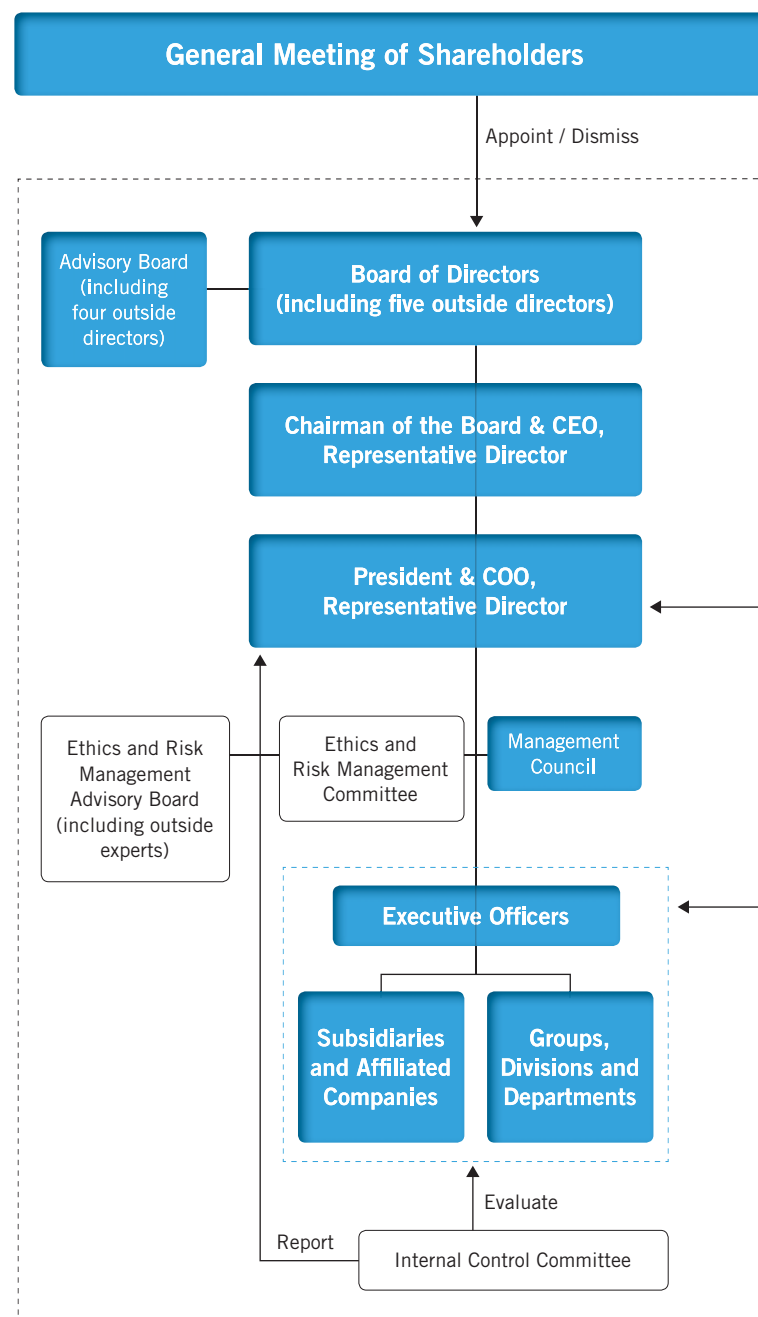 General Meeting of Shareholders
Appoint / Dismiss
Advisory Board
(including
four outside
directors)
Board of Directors
(including five outside directors)
Chairman of the Board & CEO,
Representative Director
President & COO,
Representative Director
Ethics and Risk
Management
Advisory Board
(including outside
experts)
Ethics and
Risk Management
Committee
Management
Council
Executive Officers
Subsidiaries
and Affiliated
Companies
Groups,
Divisions and
Departments
Evaluate
Report
Internal Control Committee